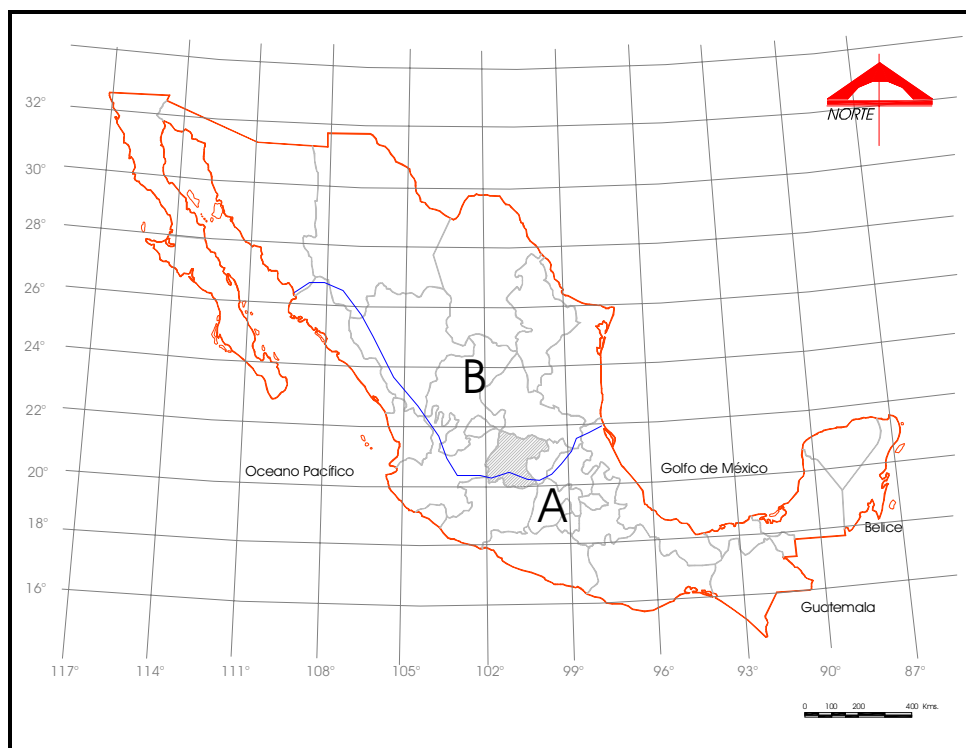 NORTE
32°
30°
28°
26°
24°
22°
20°
18°
16°
B
A
Oceano Pacífico
Golfo de México
Belice
Guatemala
117° 114° 111° 108° 105 102° 99° 96° 93° 90° 87°
0 100 200 400 Kms.